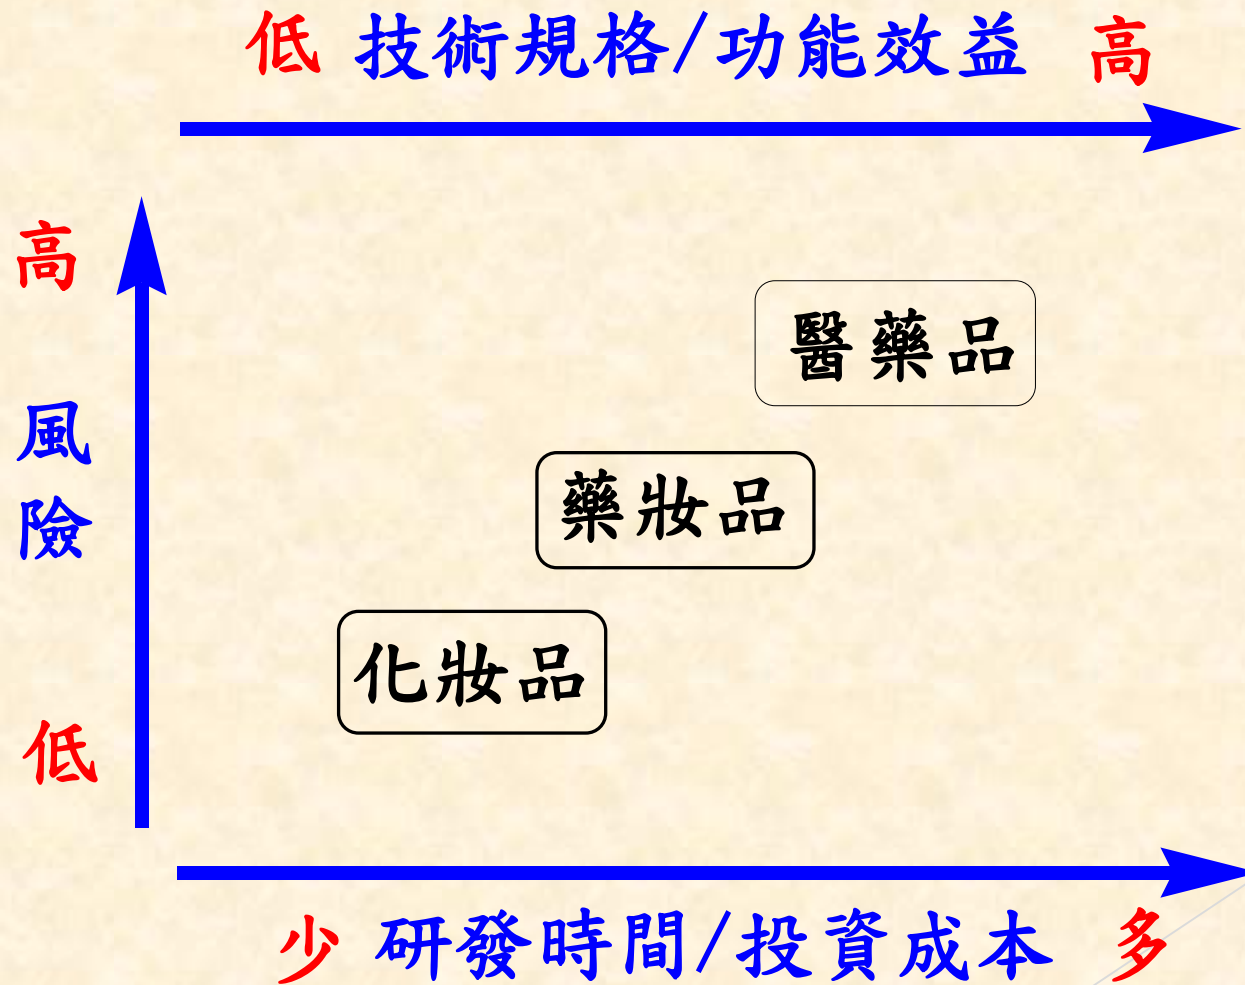 低 技術規格/功能效益 高
高
風
險
低
醫藥品
藥妝品
化妝品
少 研發時間/投資成本 多